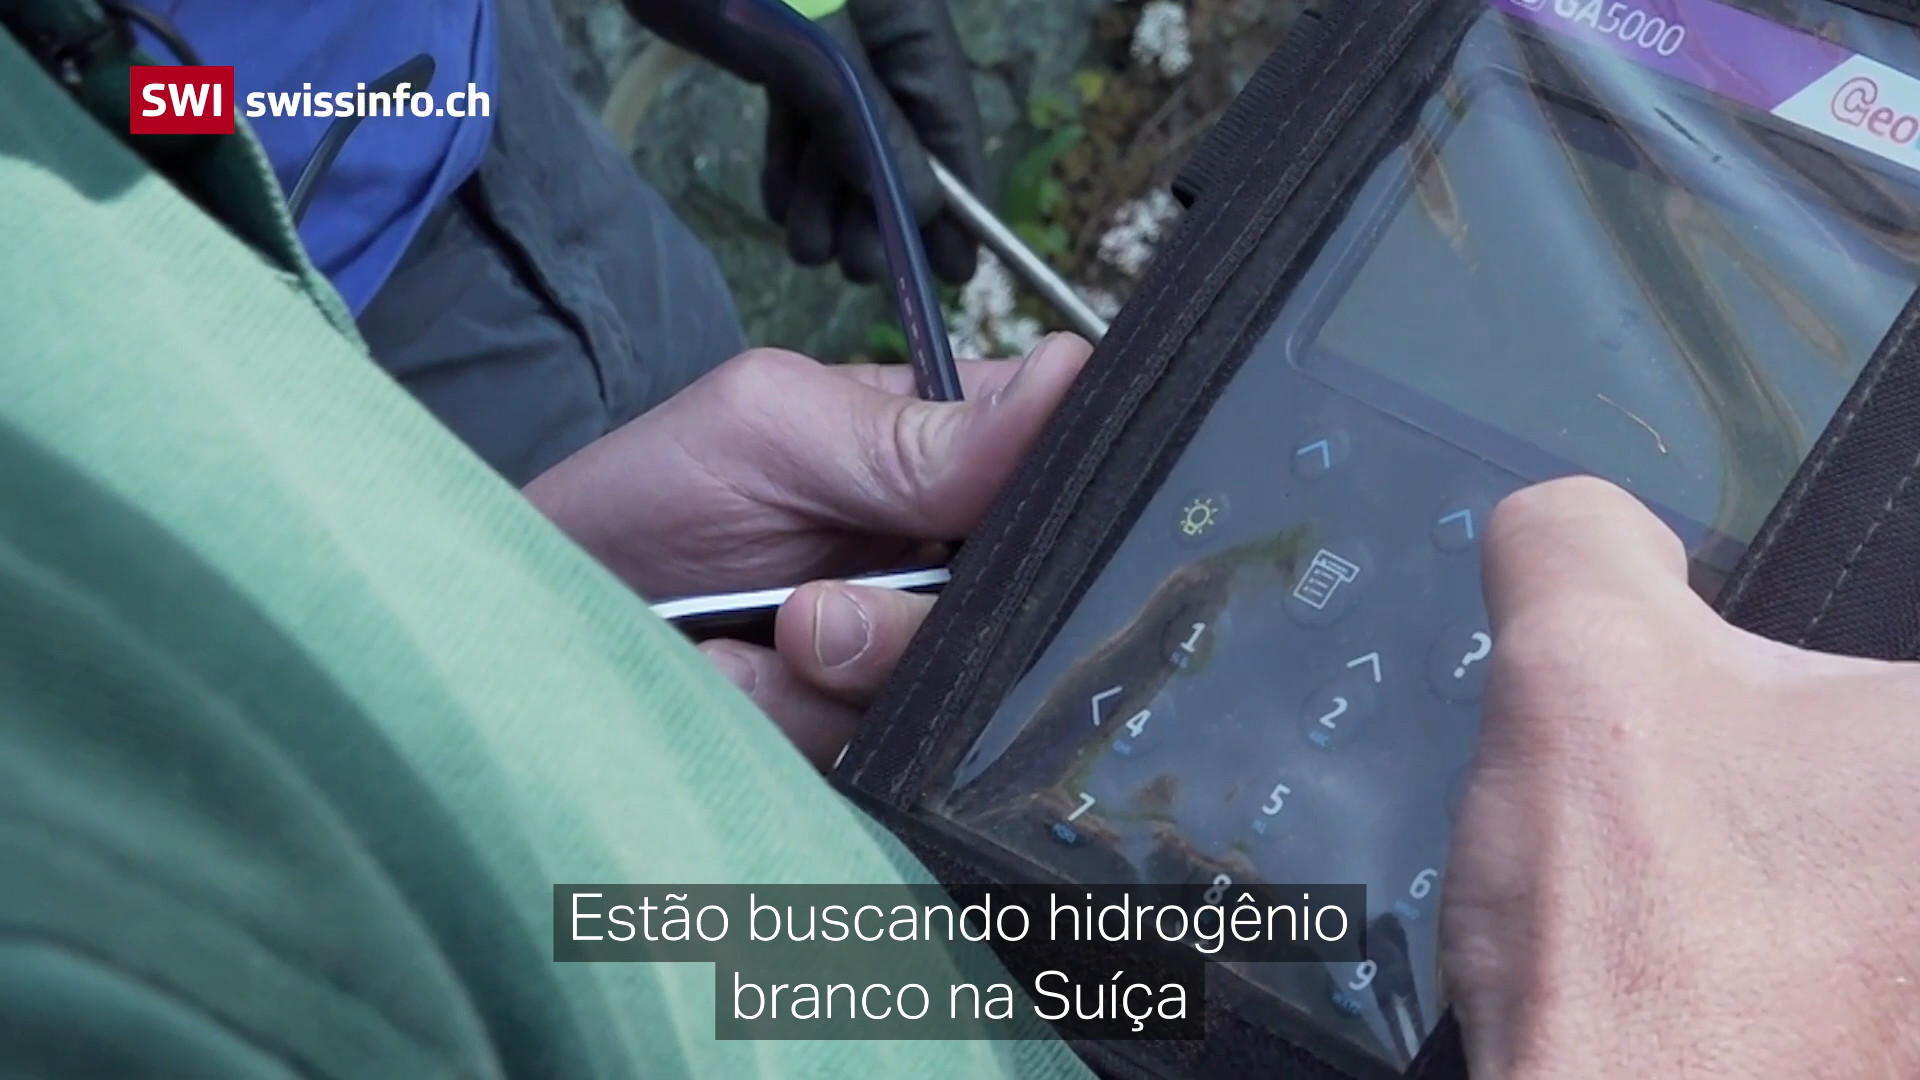 GA5000
SWI swissinfo.ch
Geo
1
?
2
4
5
7
6
8
9
Estão buscando hidrogênio
branco na Suíça